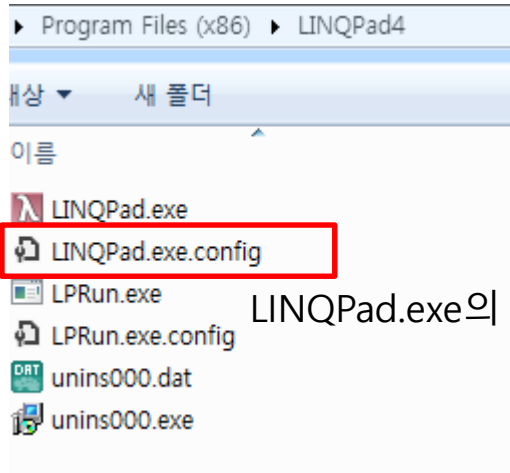 Program Files (x86) LINQPad4
새 폴더
이름
LINQPad.exe
LINQPad.exe.config
LPRun.exe
LINQPad.exe의
LPRun.exe.config
unins000.dat
unins000.exe